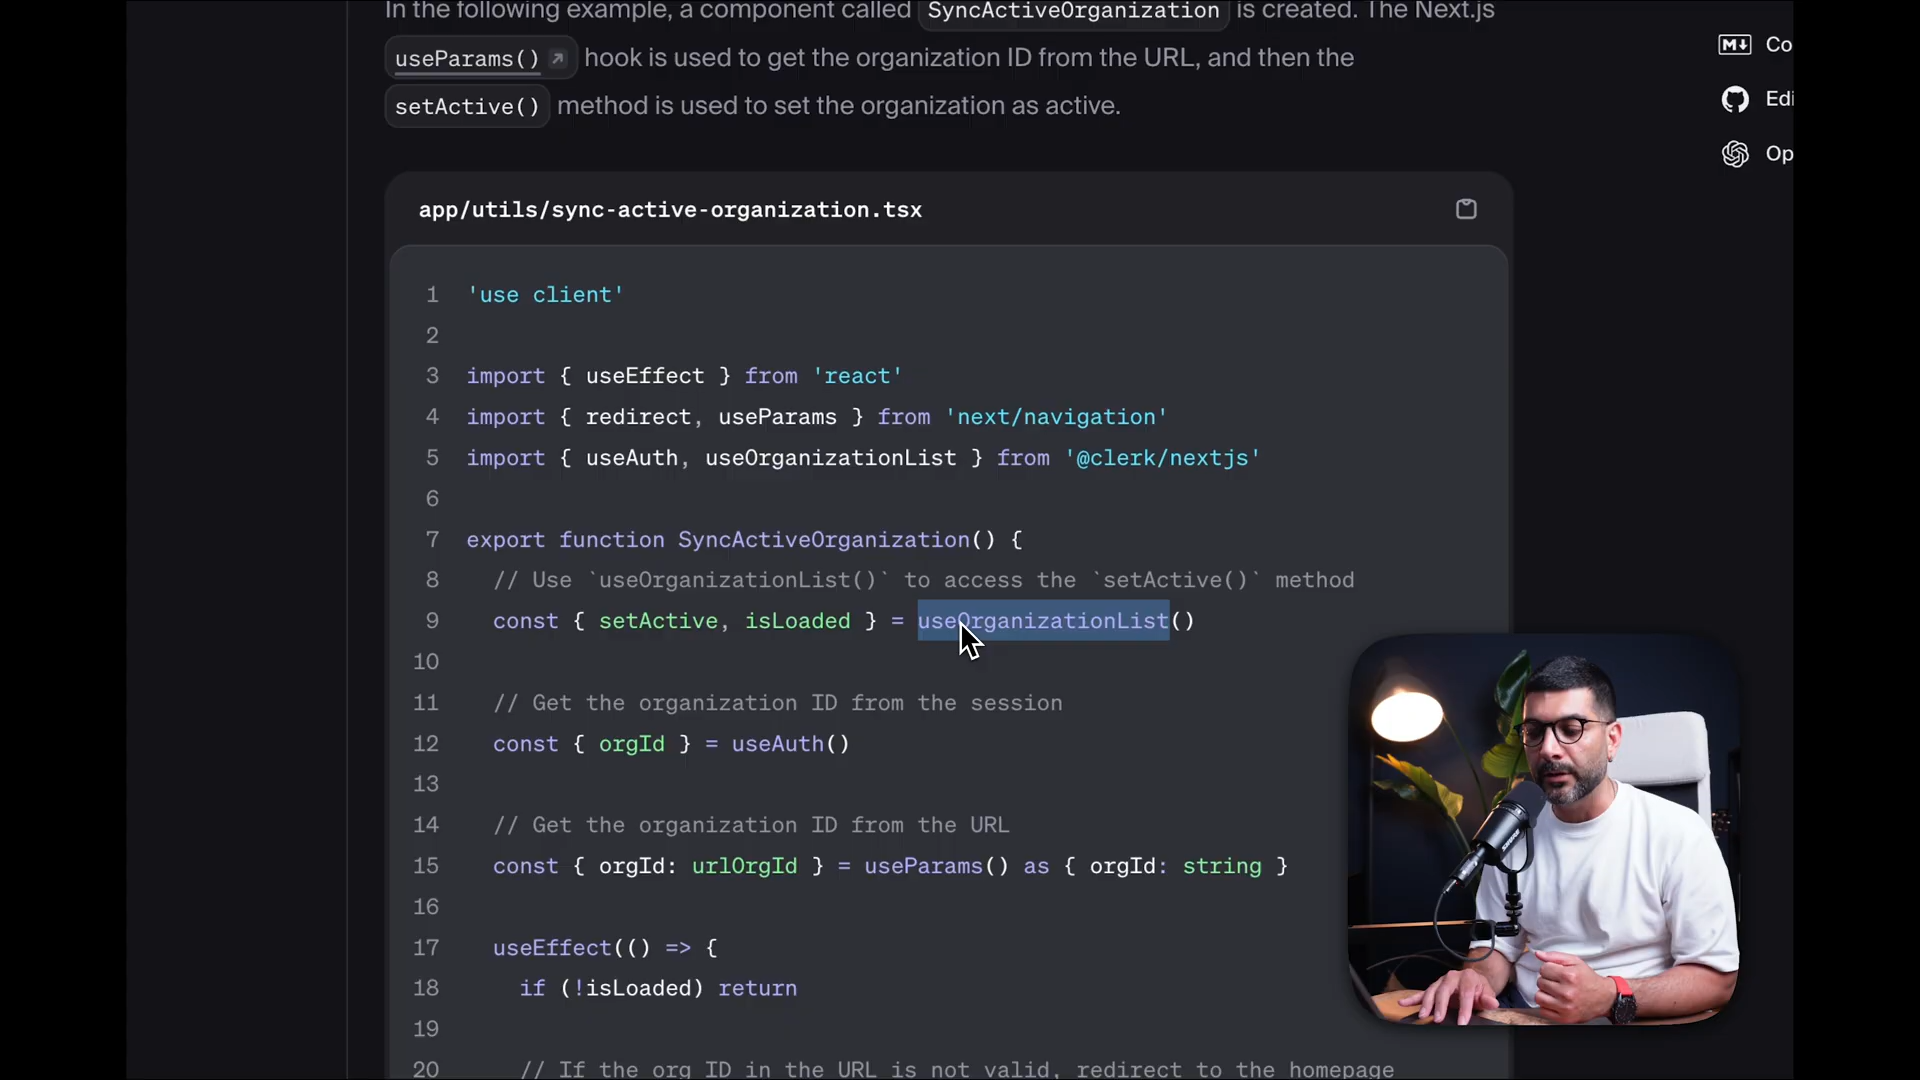 In the following example, a component called SyncActiveOrganization is created. The Next.js
useParams() hook is used to get the organization ID from the URL, and then the
setActive() method is used to set the organization as active.
Co
Edi
Op
app/utils/sync-active-organization.tsx
1 'use client'
2
3 import { useEffect } from 'react'
4 import { redirect, useParams } from 'next/navigation'
5 import { useAuth, useOrganizationList } from '@clerk/nextjs'
6
7 export function SyncActiveOrganization() {
8 // Use `useOrganizationList()` to access the `setActive()` method
9 const { setActive, isLoaded } = useOrganizationList()
10
11 // Get the organization ID from the session
12 const { orgId } = useAuth()
13
14 // Get the organization ID from the URL
15 const { orgId: urlOrgId } = useParams() as { orgId: string }
16
17 useEffect(() => {
18 if (!isLoaded) return
19
20 // If the org ID in the URL is not valid, redirect to the homepage